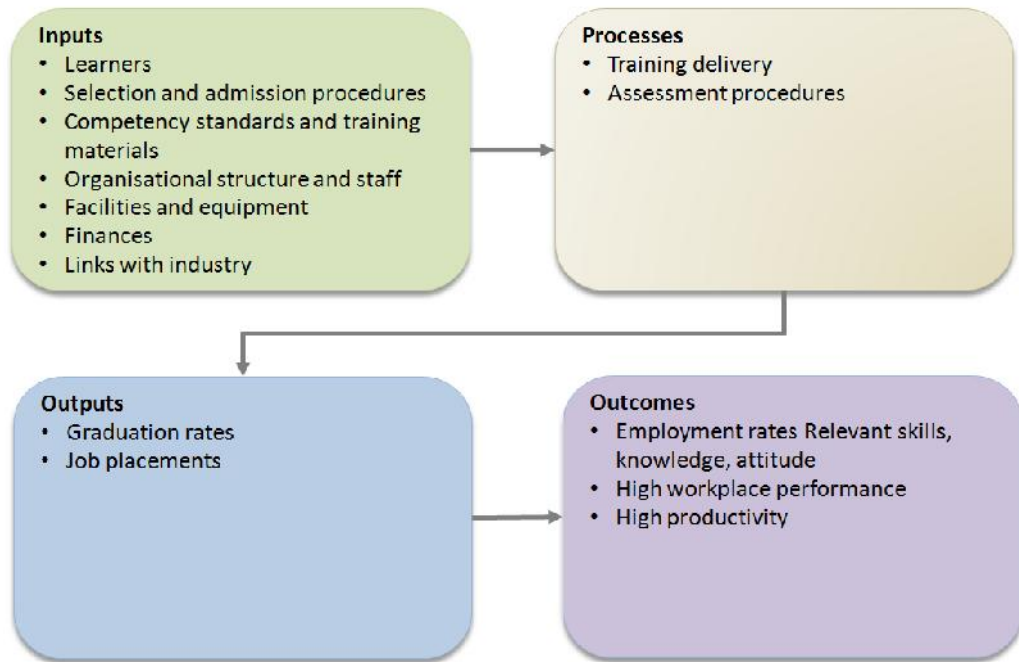 Inputs
• Learners
• Selection and admission procedures
• Competency standards and training
materials
• Organisational structure and staff
• Facilities and equipment
• Finances
• Links with industry
Processes
• Training delivery
• Assessment procedures
Outputs
• Graduation rates
• Job placements
Outcomes
• Employment rates Relevant skills,
knowledge, attitude
• High workplace performance
• High productivity